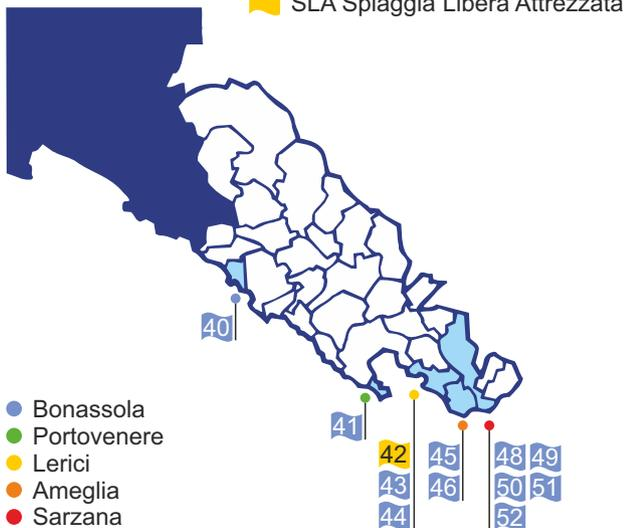 SLA Spiaggia Libera Attrezzata
40
41
42
43
44
45
46
48 49
50 51
52
Bonassola
Portovenere
Lerici
Ameglia
Sarzana